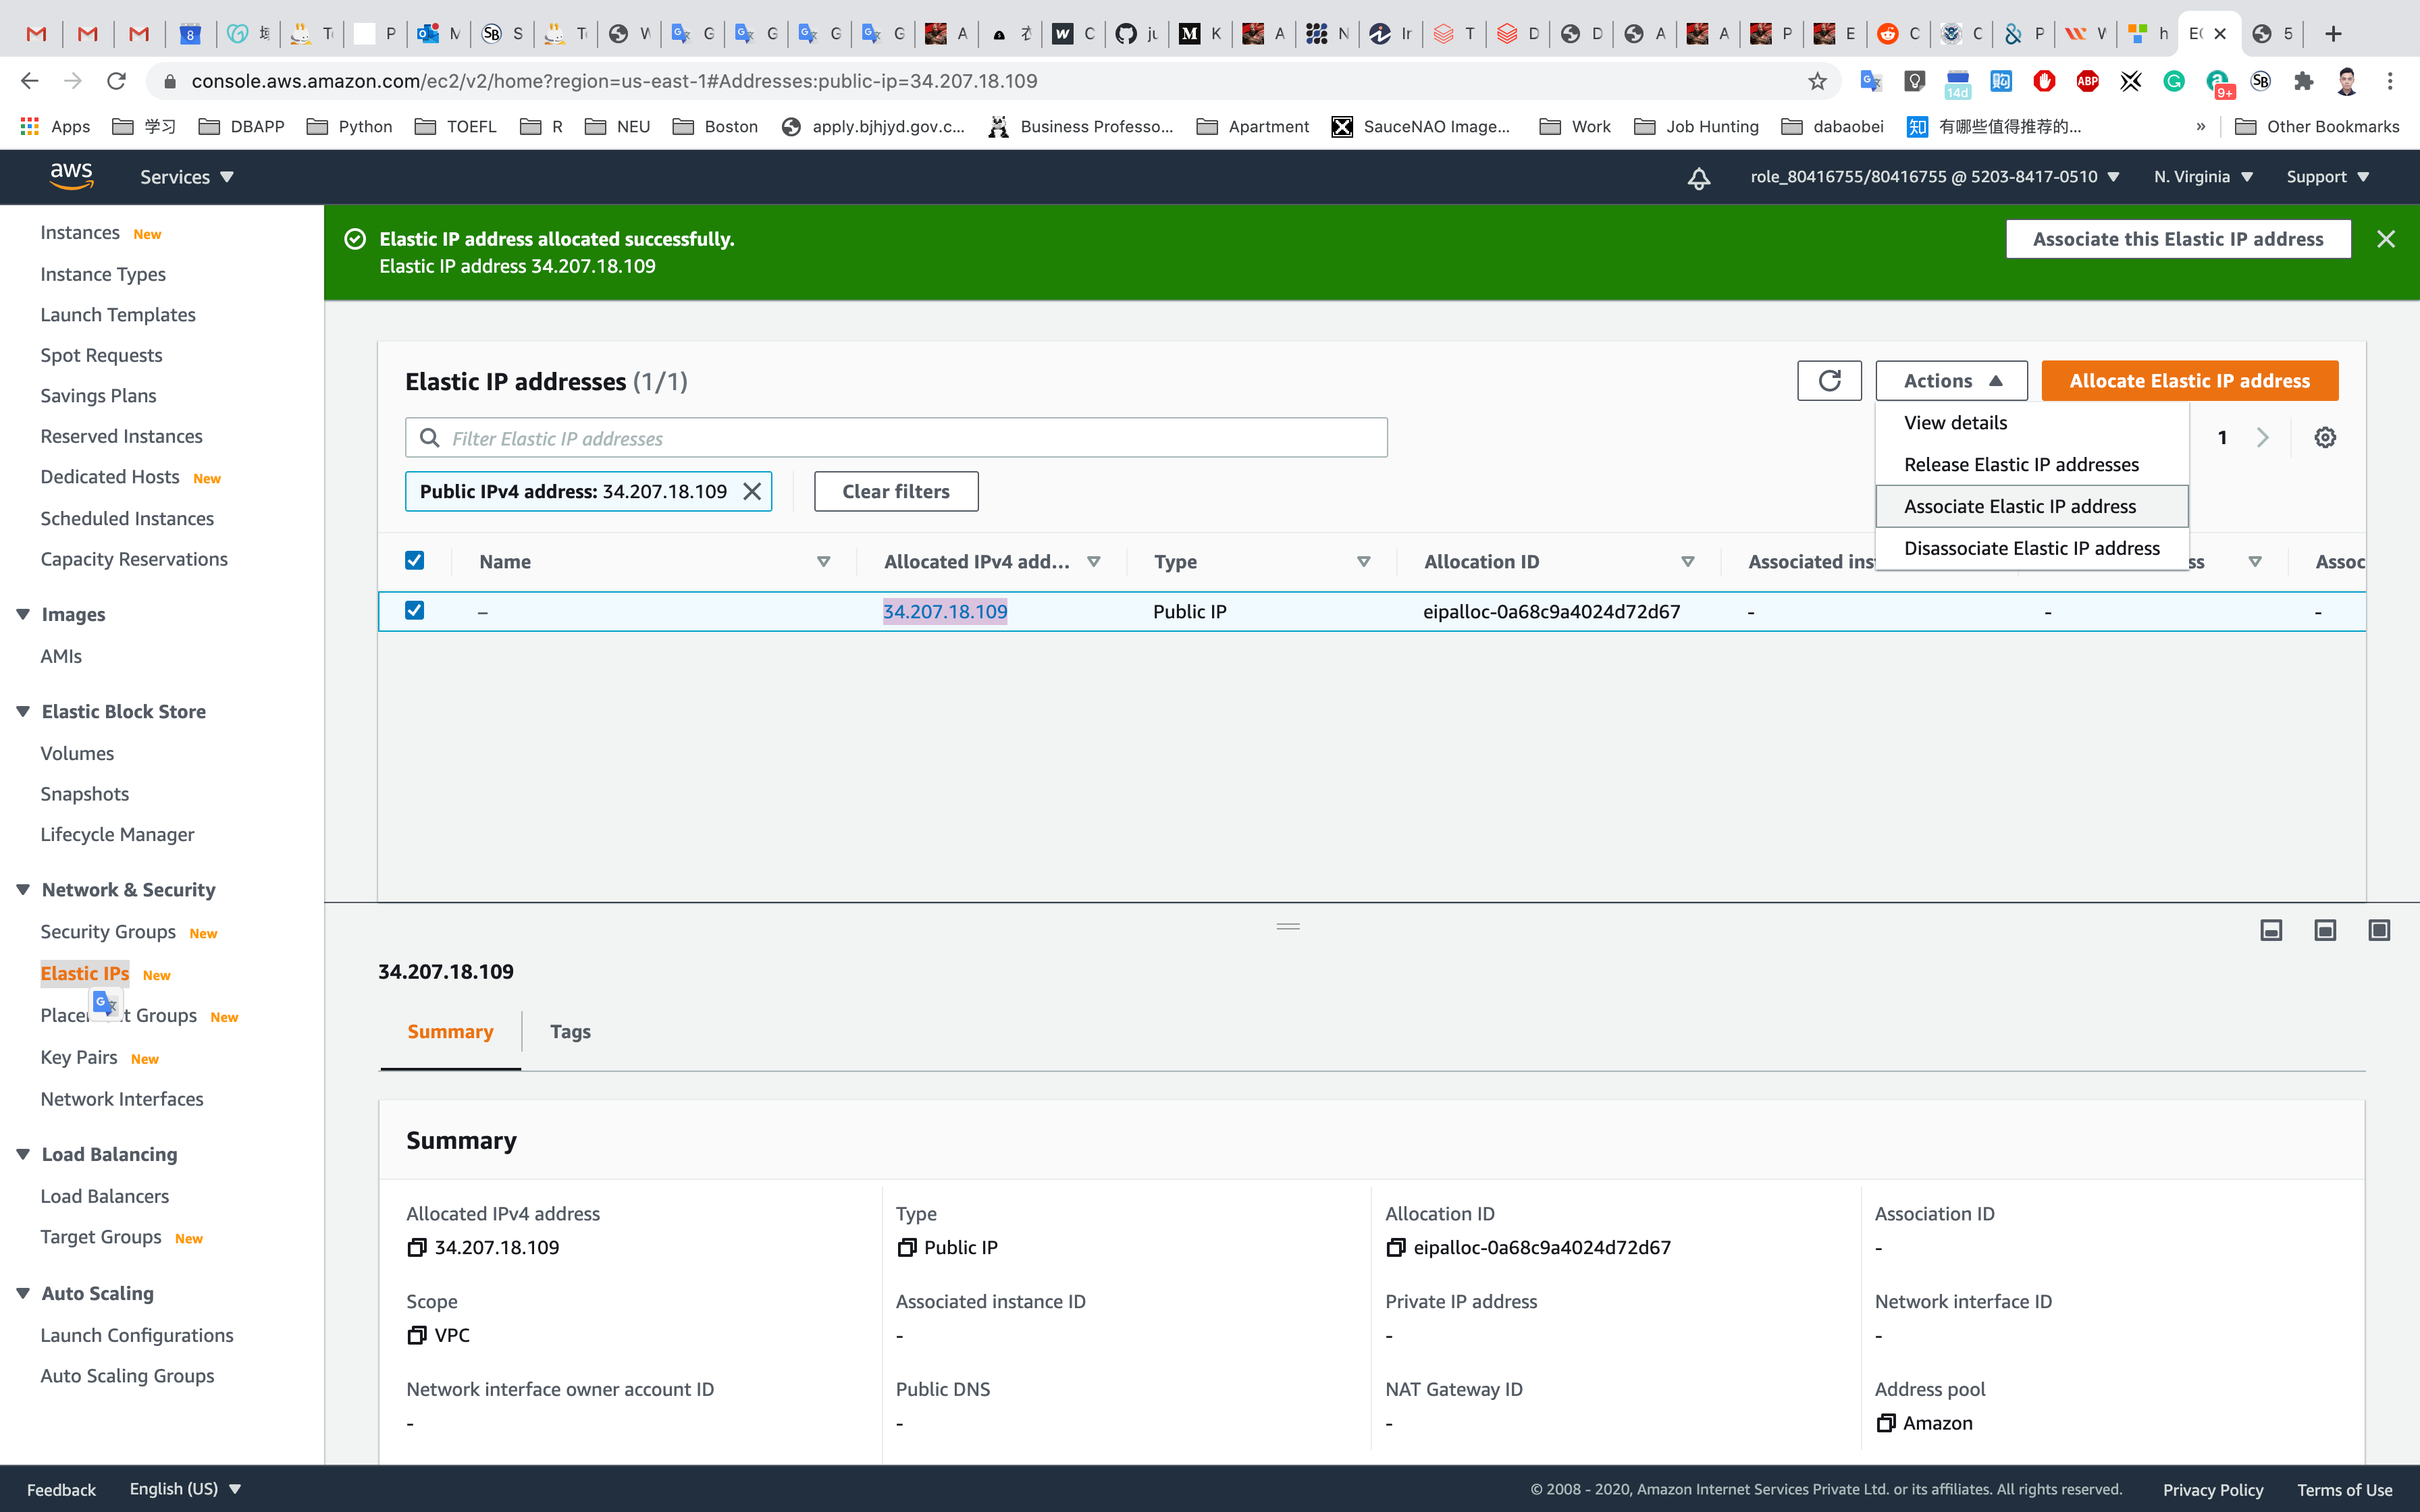 8
console.aws.amazon.com/ec2/v2/home?region=us-east-1#Addresses:public-ip=34.207.18.109
14d
ABP
9+
Apps
学习
DBAPP
Python
TOEFL
R
NEU
Boston
apply.bjhjyd.gov.c...
Business Professo...
Apartment
SauceNAO Image...
Work
Job Hunting
dabaobei
知 有哪些值得推荐的...
»
Other Bookmarks
aws
Services
role_80416755/80416755 @ 5203-8417-0510
N. Virginia
Support
Instances New
Instance Types
Launch Templates
Spot Requests
Savings Plans
Reserved Instances
Dedicated Hosts New
Scheduled Instances
Capacity Reservations
Images
AMIs
Elastic Block Store
Volumes
Snapshots
Lifecycle Manager
Network & Security
Security Groups New
Elastic IPs New
Groups New
Key Pairs New
Network Interfaces
Load Balancing
Load Balancers
Target Groups New
Auto Scaling
Launch Configurations
Auto Scaling Groups
Elastic IP address allocated successfully.
Elastic IP address 34.207.18.109
Associate this Elastic IP address
Elastic IP addresses (1/1)
Actions
Allocate Elastic IP address
Filter Elastic IP addresses
View details
Release Elastic IP addresses
Associate Elastic IP address
Disassociate Elastic IP address
1
Public IPv4 address: 34.207.18.109
Clear filters
Name
Allocated IPv4 add...
Type
Allocation ID
Associated
– 34.207.18.109 Public IP eipalloc-0a68c9a4024d72d67 - - -
34.207.18.109
Summary
Tags
Summary
Allocated IPv4 address
34.207.18.109
Type
Public IP
Allocation ID
eipalloc-0a68c9a4024d72d67
Association ID
-
Scope
VPC
Associated instance ID
-
Private IP address
-
Network interface ID
-
Network interface owner account ID
-
Public DNS
-
NAT Gateway ID
-
Address pool
Amazon
Feedback
English (US)
© 2008 - 2020, Amazon Internet Services Private Ltd. or its affiliates. All rights reserved.
Privacy Policy
Terms of Use